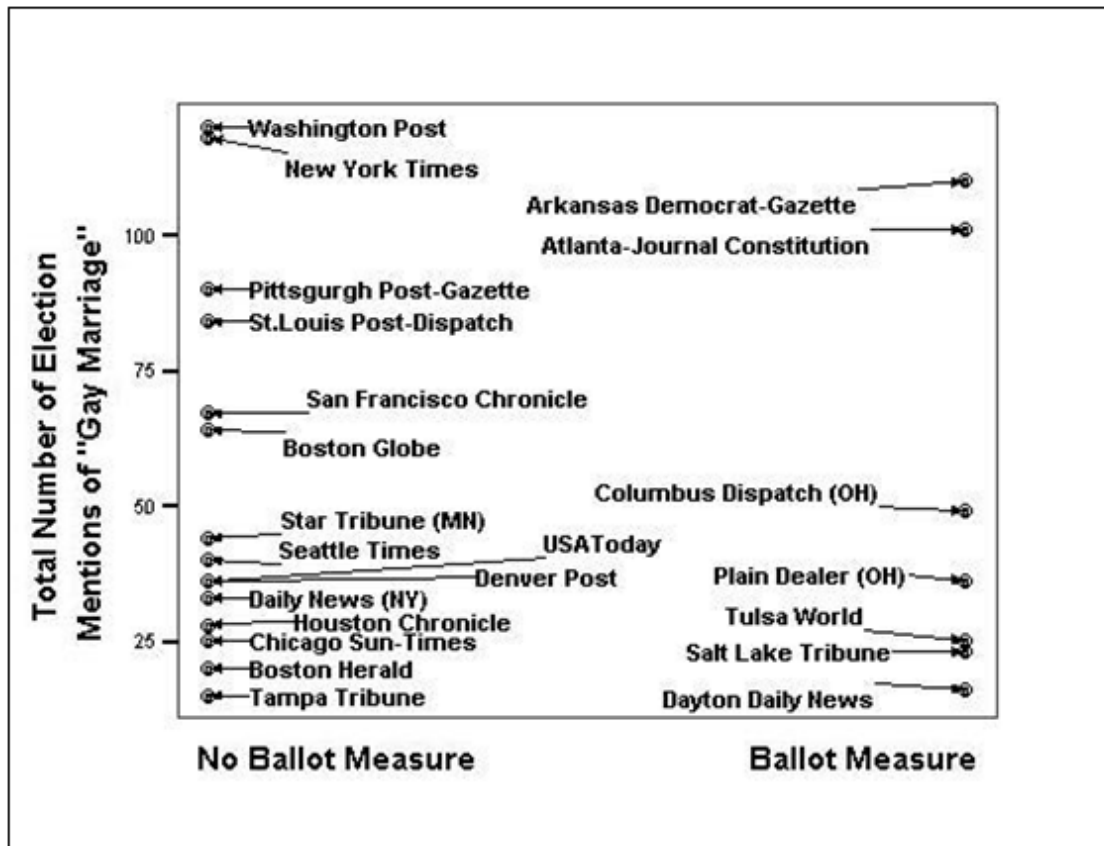 Total Number of Election
Mentions of "Gay Marriage"
100
75
50
25
Washington Post
New York Times
Pittsgurgh Post-Gazette
St.Louis Post-Dispatch
San Francisco Chronicle
Boston Globe
Star Tribune (MN)
Seattle Times
USAToday
Denver Post
Daily News (NY)
Houston Chronicle
Chicago Sun-Times
Boston Herald
Tampa Tribune
Arkansas Democrat-Gazette
Atlanta-Journal Constitution
Columbus Dispatch (OH)
Plain Dealer (OH)
Tulsa World
Salt Lake Tribune
Dayton Daily News
No Ballot Measure
Ballot Measure